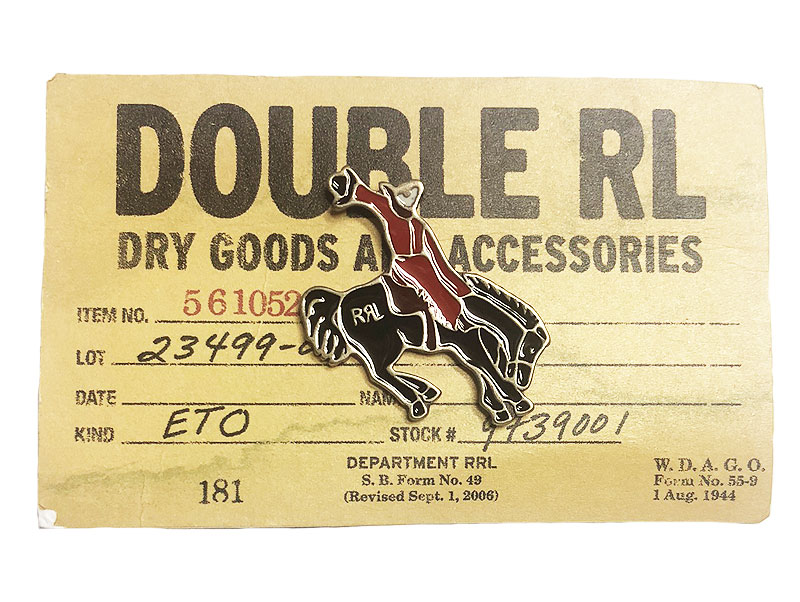 DOUBLE RL
DRY GOODS A ACCESSORIES
ITEM NO. 561052
RRL
LOT 23499-
DATE NAM
KIND ETO STOCK # 9739001
DEPARTMENT RRL
S. B. Form No. 49
(Revised Sept. 1, 2006)
181
W. D. A. G. O.
Form No. 55-9
1 Aug. 1944